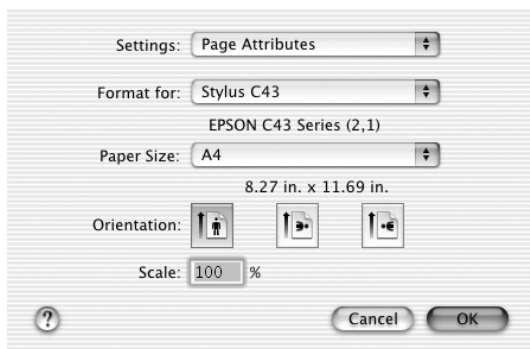 Settings: Page Attributes
Format for: Stylus C43
EPSON C43 Series (2,1)
Paper Size: A4
8.27 in. x 11.69 in.
Orientation:
Scale: 100 %
? Cancel OK